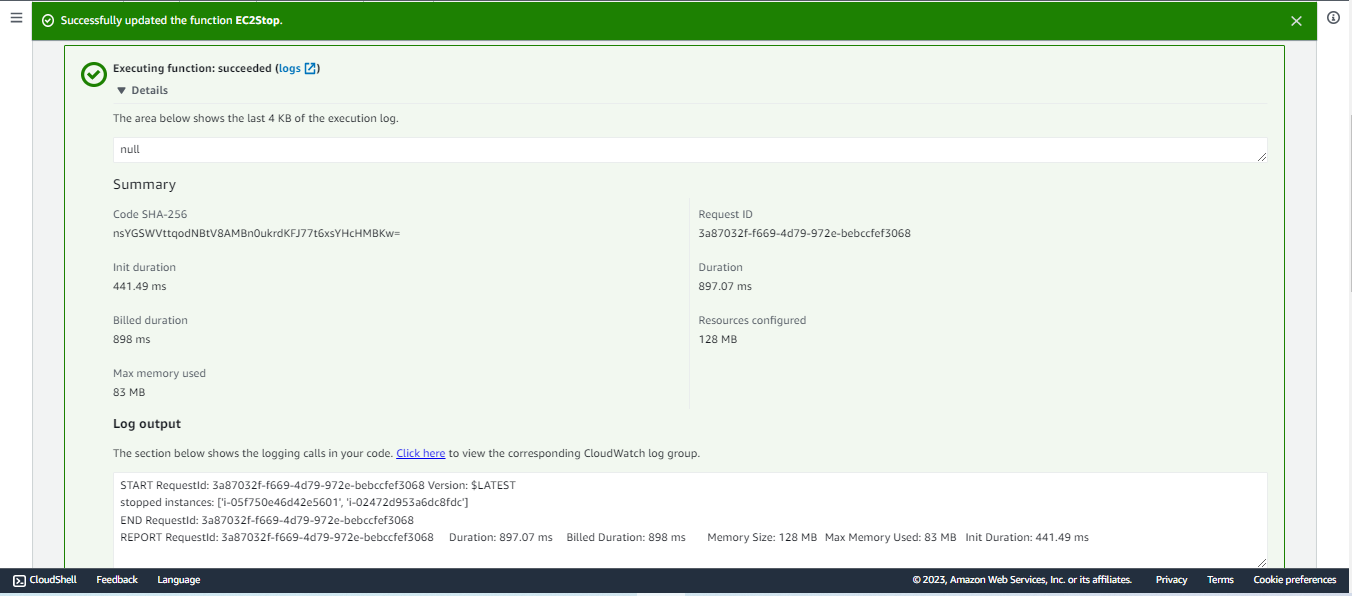 Successfully updated the function EC2Stop.
Executing function: succeeded (logs)
Details
The area below shows the last 4 KB of the execution log.
null
Summary
Code SHA-256
nsYGSWVttqodNBtV8AMBn0ukrdKFJ77t6xsYHcHMBKw=
Request ID
3a87032f-f669-4d79-972e-bebccfef3068
Init duration
441.49 ms
Duration
897.07 ms
Billed duration
898 ms
Resources configured
128 MB
Max memory used
83 MB
Log output
The section below shows the logging calls in your code. Click here to view the corresponding CloudWatch log group.
START RequestId: 3a87032f-f669-4d79-972e-bebccfef3068 Version: $LATEST
stopped instances: ['i-05f750e46d42e5601', 'i-02472d953a6dc8fdc']
END RequestId: 3a87032f-f669-4d79-972e-bebccfef3068
REPORT RequestId: 3a87032f-f669-4d79-972e-bebccfef3068 Duration: 897.07 ms Billed Duration: 898 ms Memory Size: 128 MB Max Memory Used: 83 MB Init Duration: 441.49 ms
CloudShell Feedback Language © 2023, Amazon Web Services, Inc. or its affiliates. Privacy Terms Cookie preferences